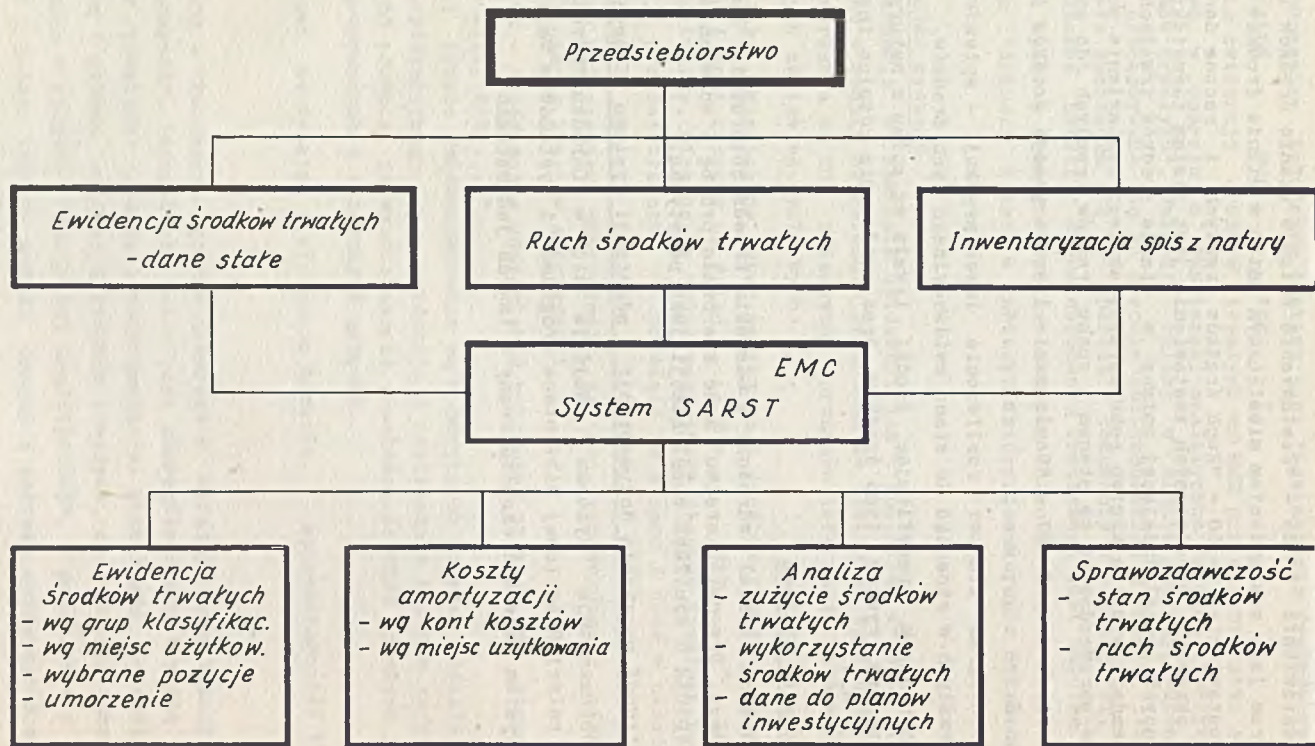 Przedsiębiorstwo
Ewidencja środków trwałych
- dane stałe
Ruch środków trwałych
Inwentaryzacja spis z natury
EMC
System SARST
Ewidencja
środków trwałych
- wg grup klasyfikac.
- wg miejsc użytkow.
- wybrane pozycje
- umorzenie
Koszty
amortyzacji
- wg kont kosztów
- wg miejsc użytkowania
Analiza
- zużycie środków
trwałych
- wykorzystanie
środków trwałych
- dane do planów
inwestycyjnych
Sprawozdawczość
- stan środków
trwałych
- ruch środków
trwałych